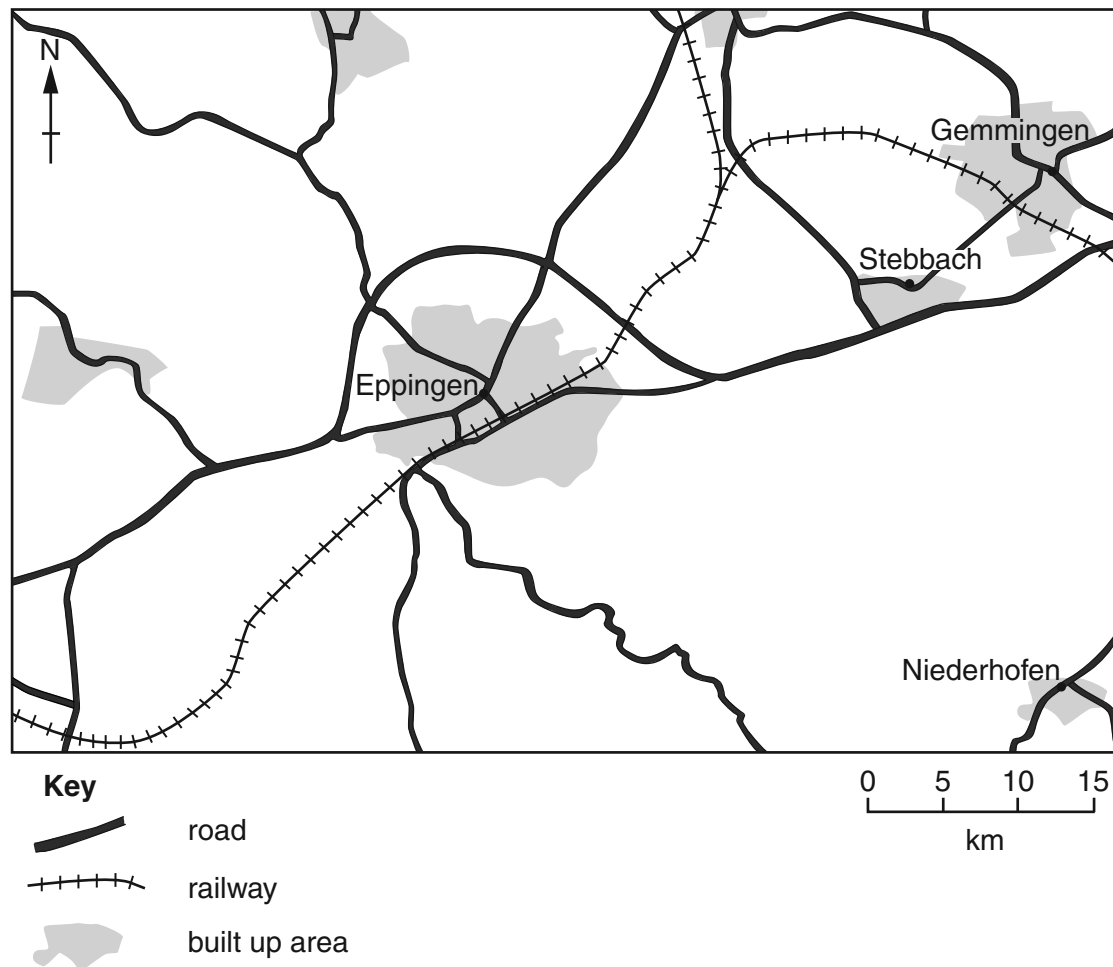 N
Gemmingen
Stebbach
Eppingen
Niederhofen
Key
0 5 10 15
km
road
railway
built up area